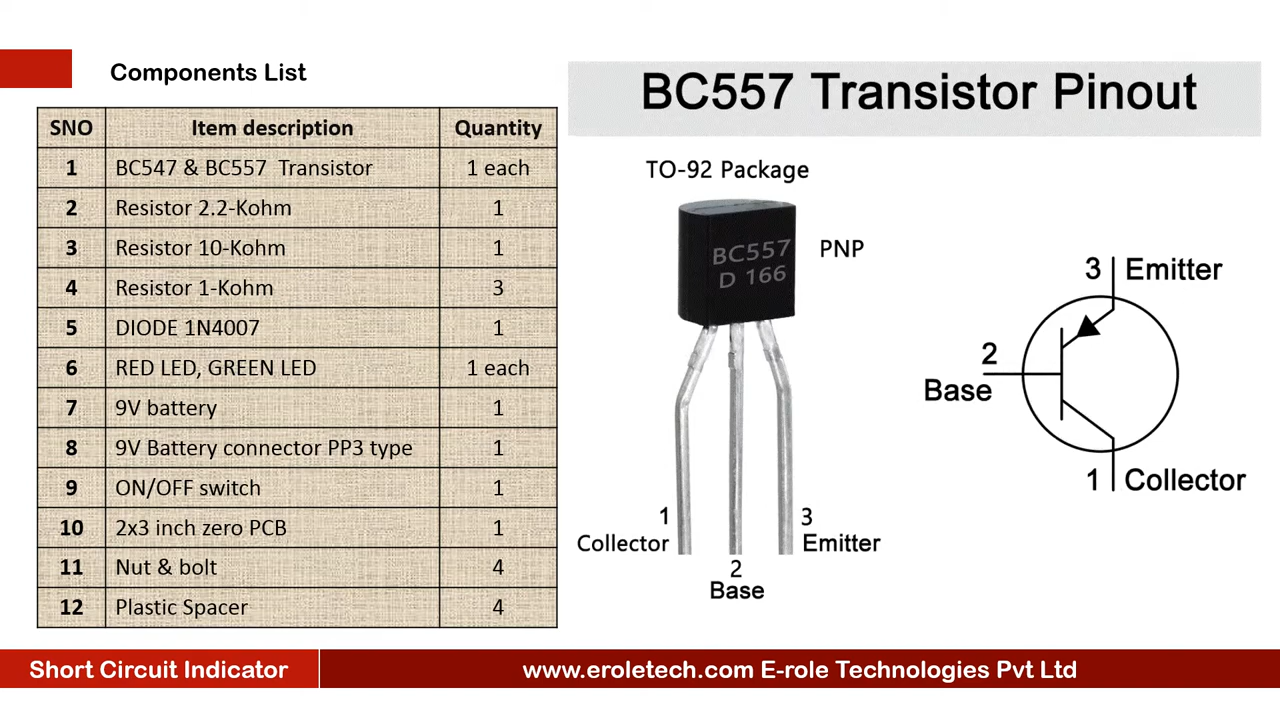 Components List
SNO Item description Quantity
1 BC547 & BC557 Transistor 1 each
2 Resistor 2.2-Kohm 1
3 Resistor 10-Kohm 1
4 Resistor 1-Kohm 3
5 DIODE 1N4007 1
6 RED LED, GREEN LED 1 each
7 9V battery 1
8 9V Battery connector PP3 type 1
9 ON/OFF switch 1
10 2x3 inch zero PCB 1
11 Nut & bolt 4
12 Plastic Spacer 4
BC557 Transistor Pinout
TO-92 Package
BC557
D 166
PNP
1
Collector
2
Base
3
Emitter
3 Emitter
2
Base
1 Collector
Short Circuit Indicator
www.eroletech.com E-role Technologies Pvt Ltd